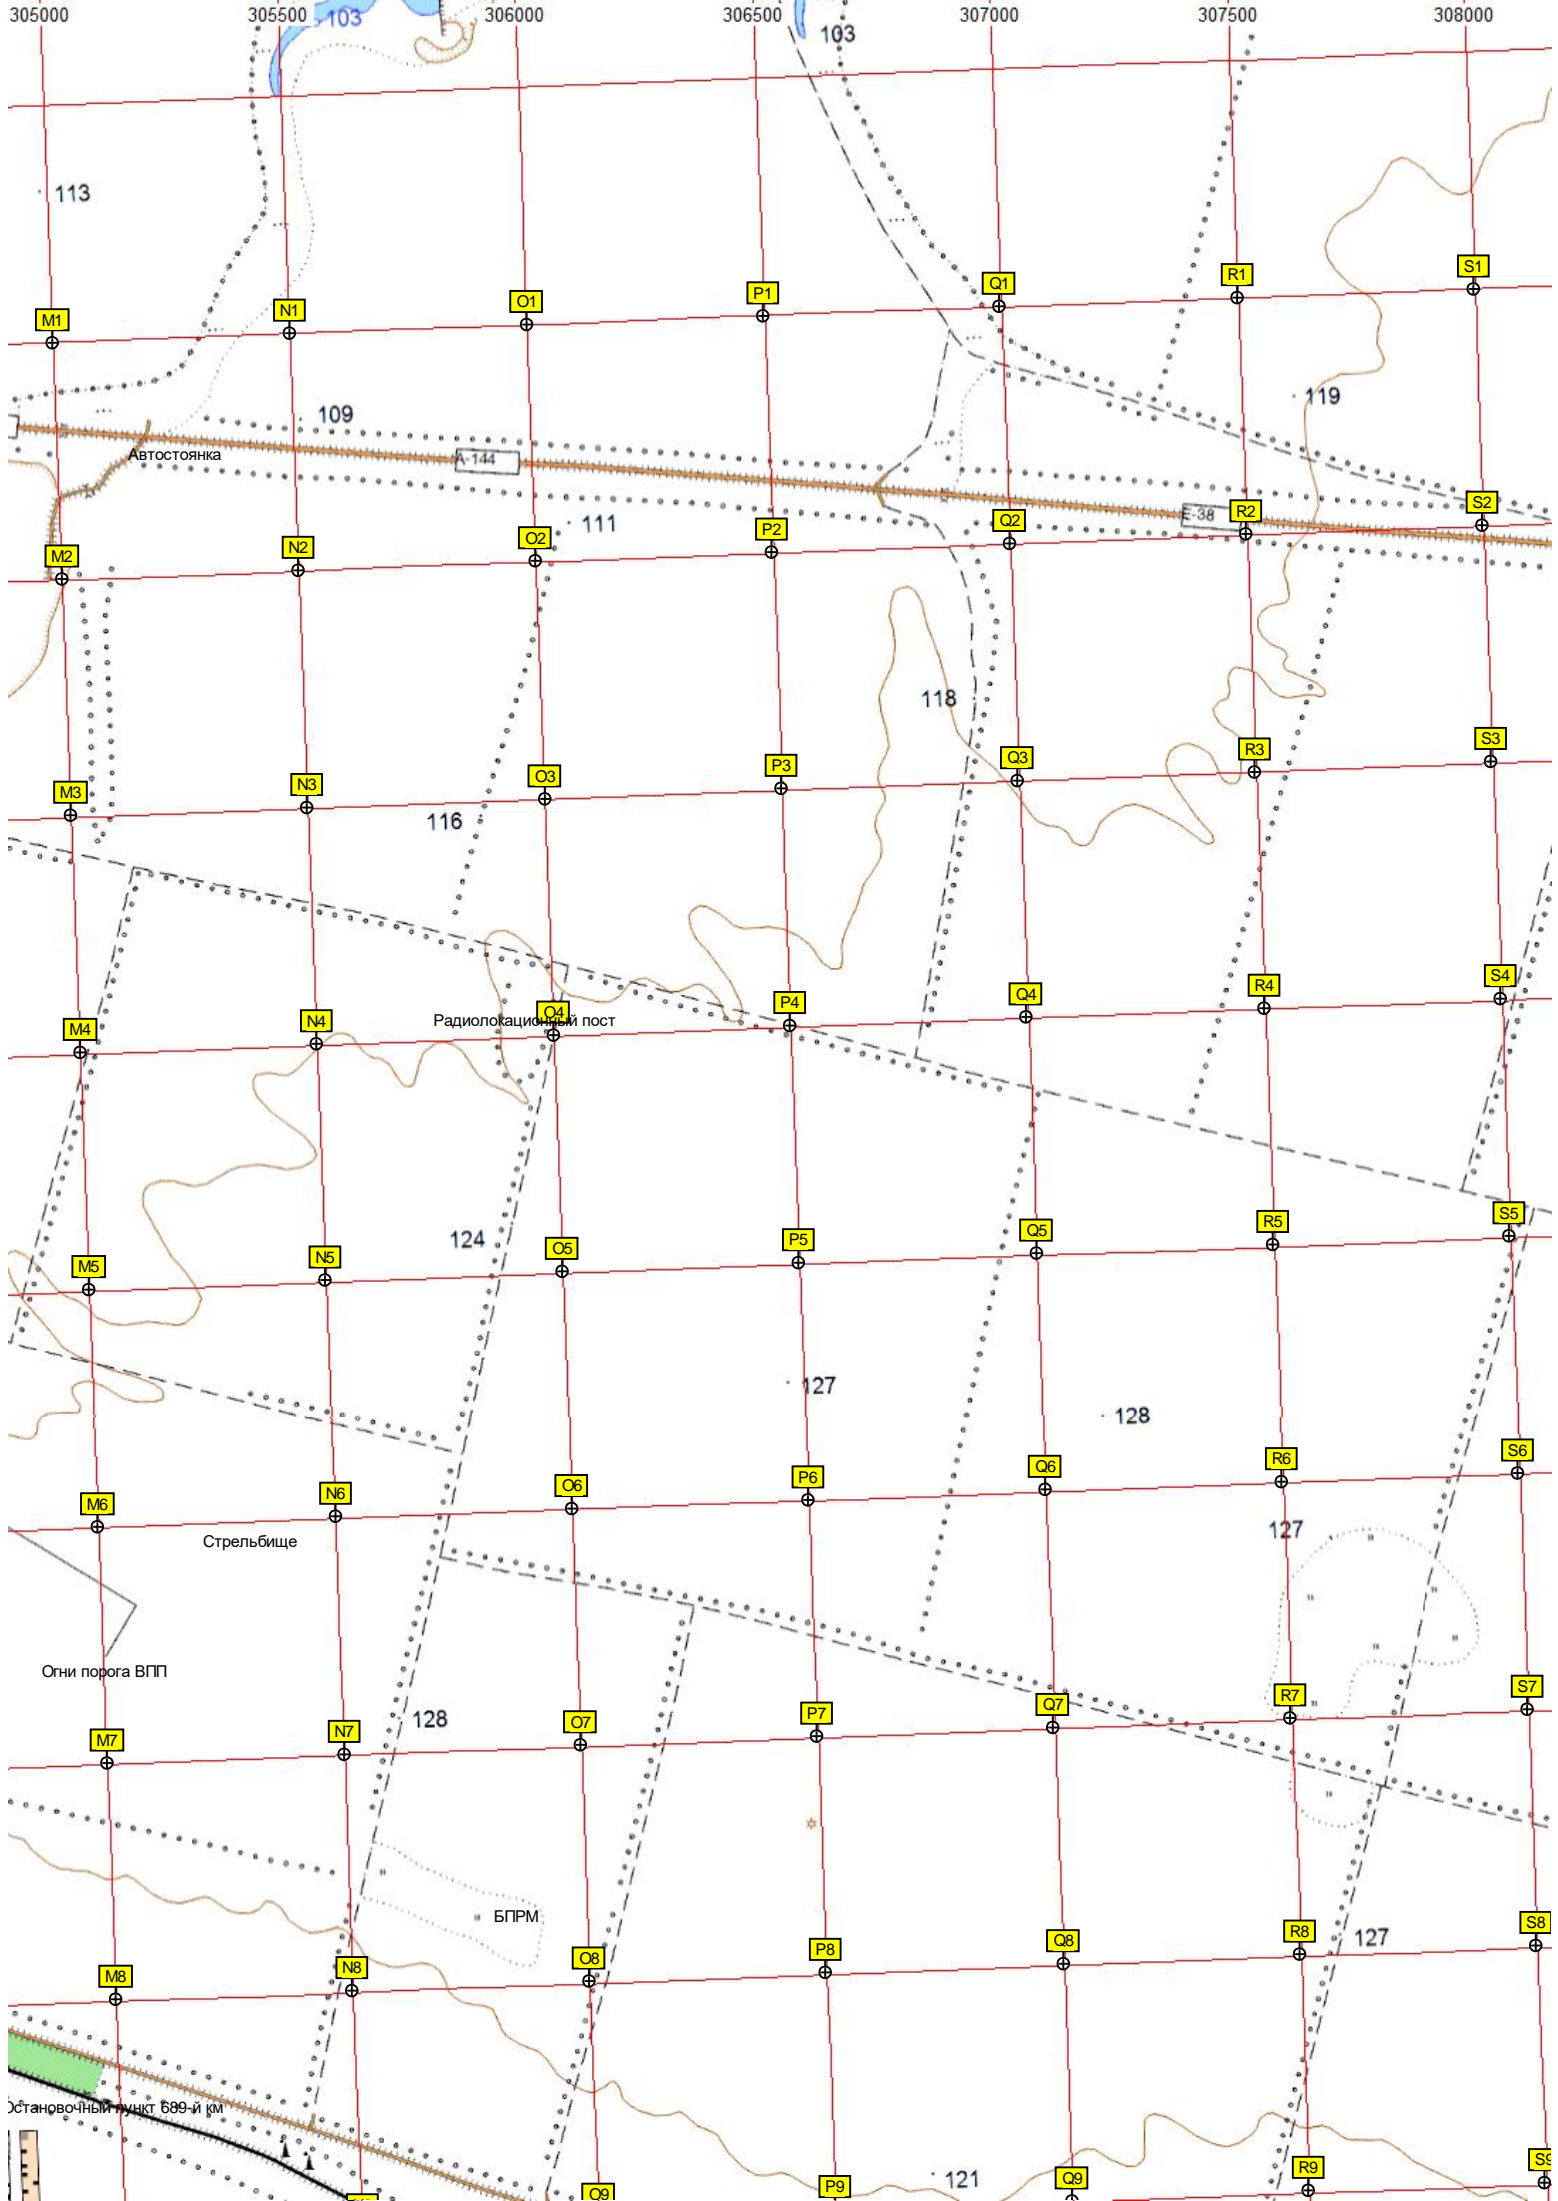 305000 305500 306000 306500 307000 307500 308000
103
103
113
M1 N1 O1 P1 Q1 R1 S1
109
119
Автостоянка
A-144
E-38
111
M2 N2 O2 P2 Q2 R2 S2
118
M3 N3 O3 P3 Q3 R3 S3
116
M4 N4 O4 P4 Q4 R4 S4
Радиолокационный пост
124
M5 N5 O5 P5 Q5 R5 S5
127
128
M6 N6 O6 P6 Q6 R6 S6
Стрельбище
127
Огни порога ВПП
128
M7 N7 O7 P7 Q7 R7 S7
БПРМ
127
M8 N8 O8 P8 Q8 R8 S8
Остановочный пункт 689-й км
121
O9 P9 Q9 R9 S9